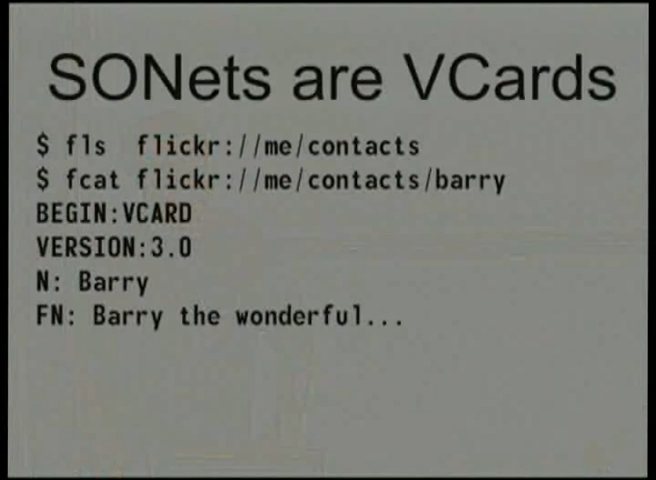 SONets are VCards
$ fls  flickr://me/contacts
$ fcat flickr://me/contacts/barry
BEGIN:VCARD
VERSION:3.0
N: Barry
FN: Barry the wonderful...